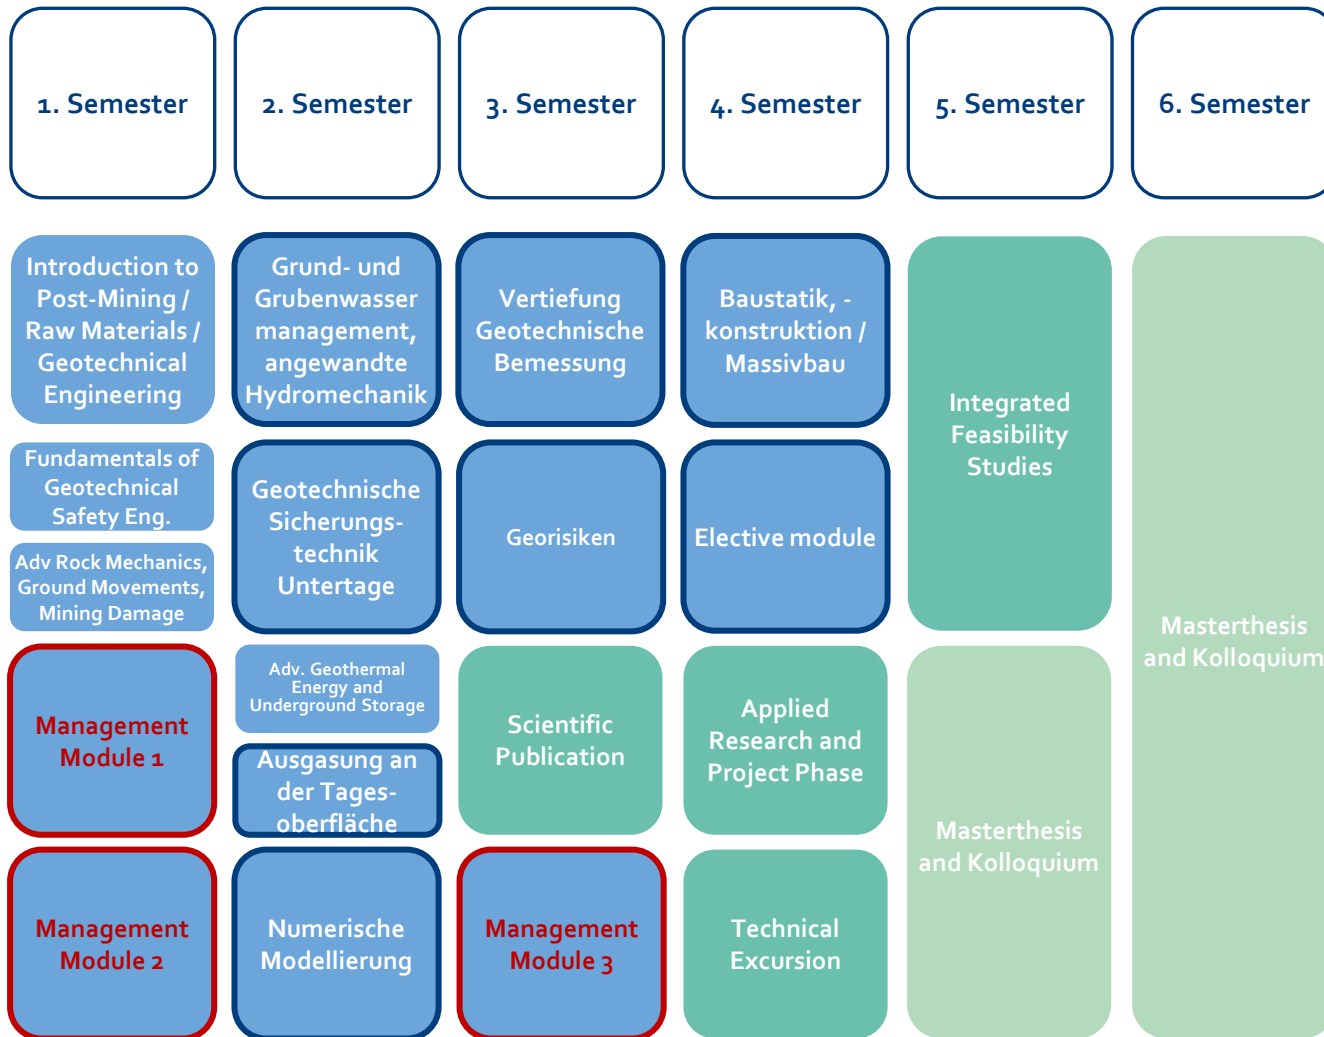 1. Semester
2. Semester
3. Semester
4. Semester
5. Semester
6. Semester
Introduction to
Post-Mining /
Raw Materials /
Geotechnical
Engineering
Fundamentals of
Geotechnical
Safety Eng.
Adv Rock Mechanics,
Ground Movements,
Mining Damage
Management
Module 1
Management
Module 2
Grund- und
Grubenwasser
management,
angewandte
Hydromechanik
Geotechnische
Sicherungs-
technik
Untertage
Adv. Geothermal
Energy and
Underground Storage
Ausgasung an
der Tages-
oberfläche
Numerische
Modellierung
Vertiefung
Geotechnische
Bemessung
Georisiken
Scientific
Publication
Management
Module 3
Baustatik, -
konstruktion /
Massivbau
Elective module
Applied
Research and
Project Phase
Technical
Excursion
Integrated
Feasibility
Studies
Masterthesis
and Kolloquium
Masterthesis
and Kolloquium